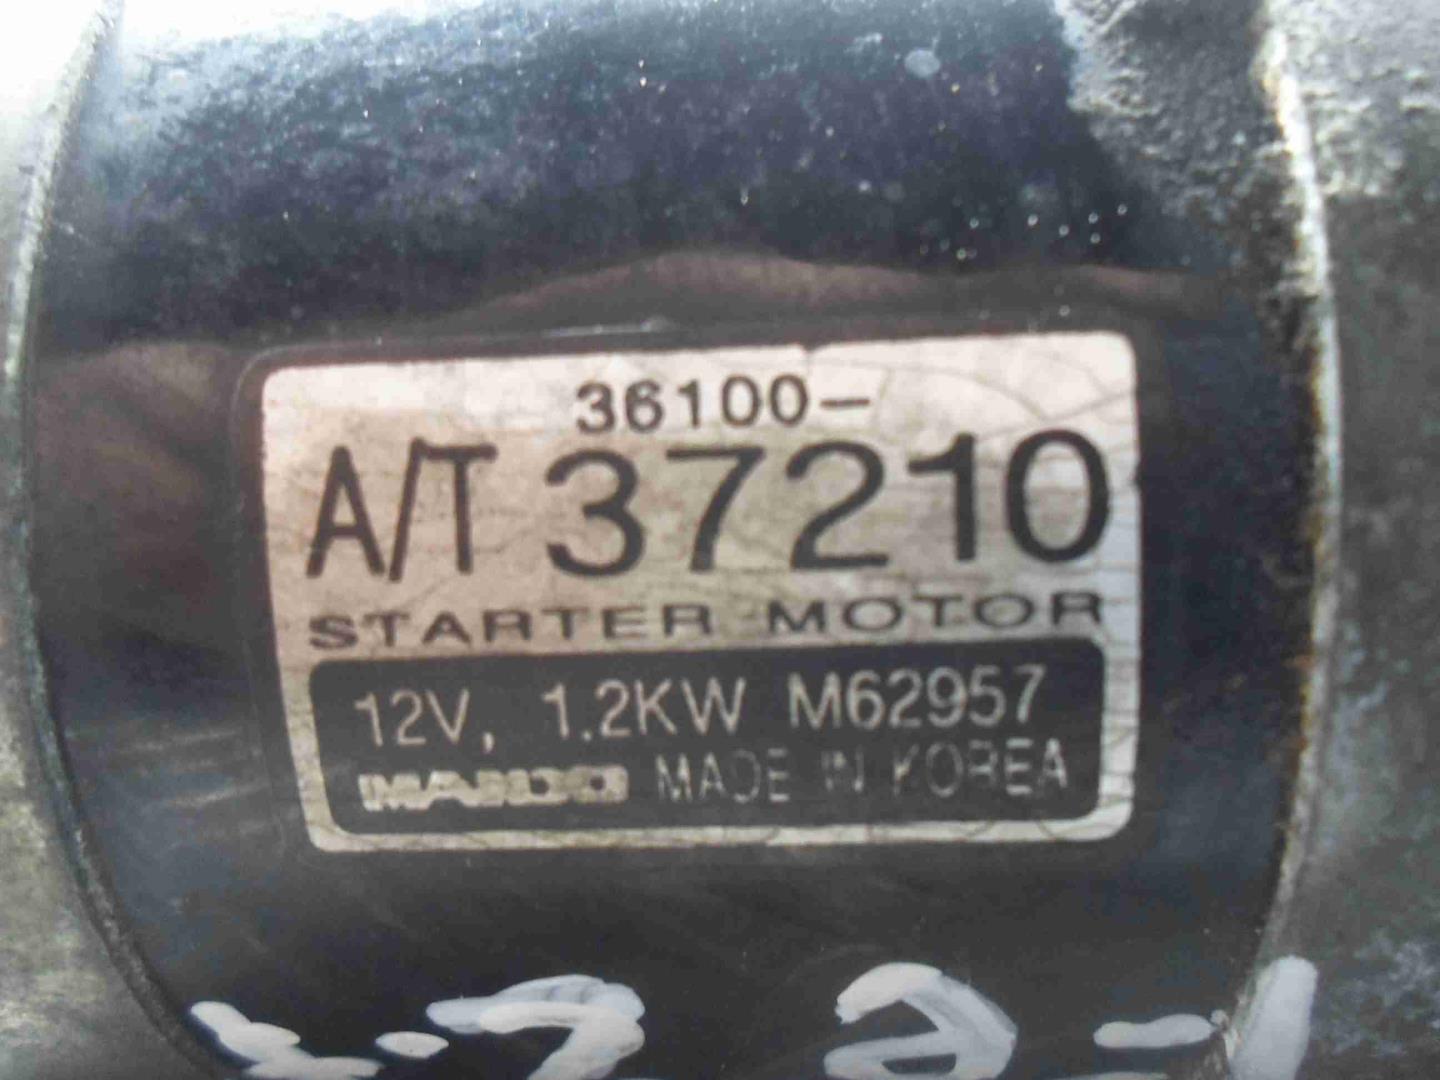 36100-
A/T 37210
STARTER MOTOR
12V, 1.2KW M62957
MANDO MADE IN KOREA